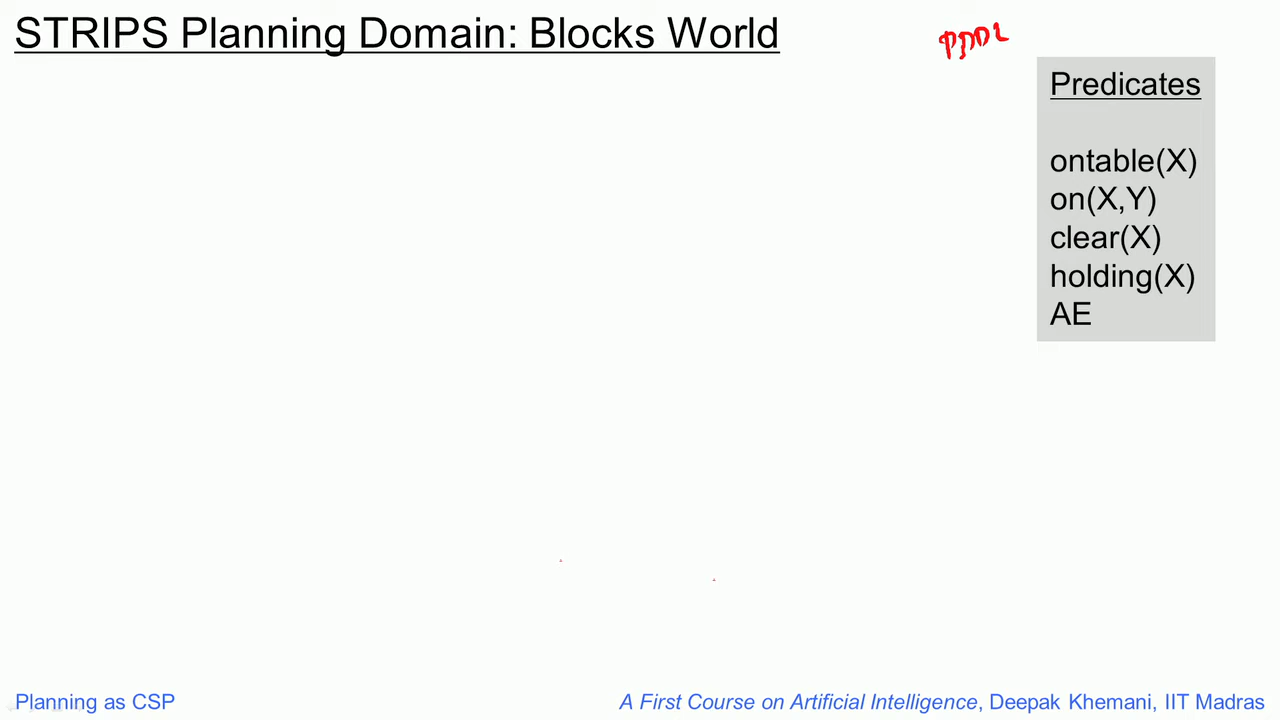 STRIPS Planning Domain: Blocks World
PDDL
Predicates
ontable(X)
on(X,Y)
clear(X)
holding(X)
AE
Planning as CSP
A First Course on Artificial Intelligence, Deepak Khemani, IIT Madras